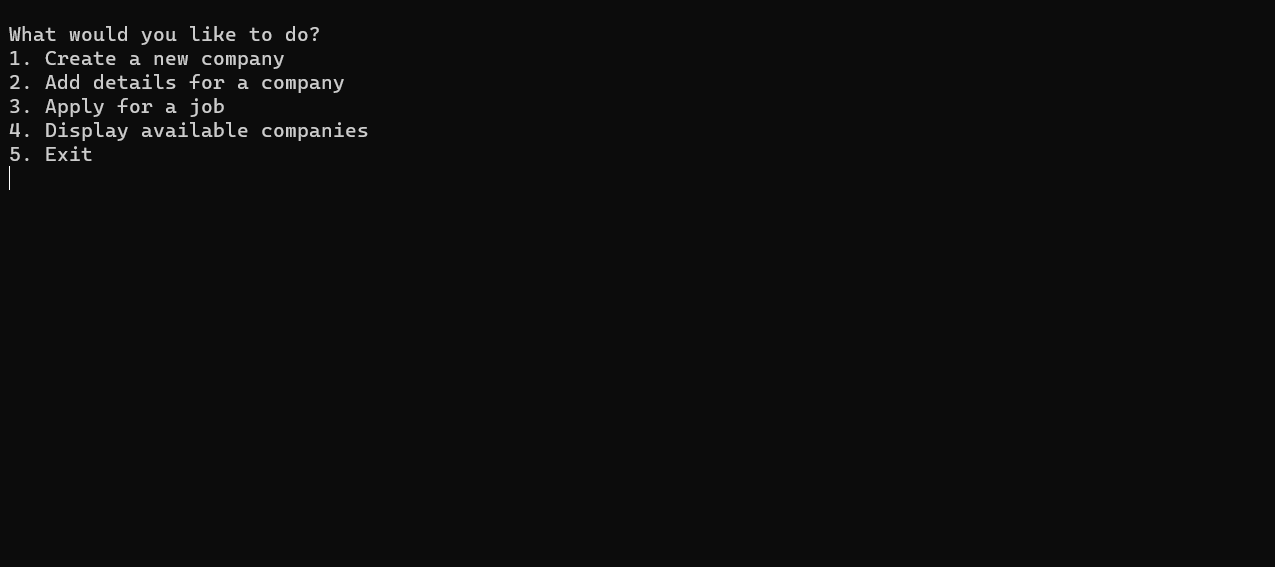 What would you like to do?
1. Create a new company
2. Add details for a company
3. Apply for a job
4. Display available companies
5. Exit